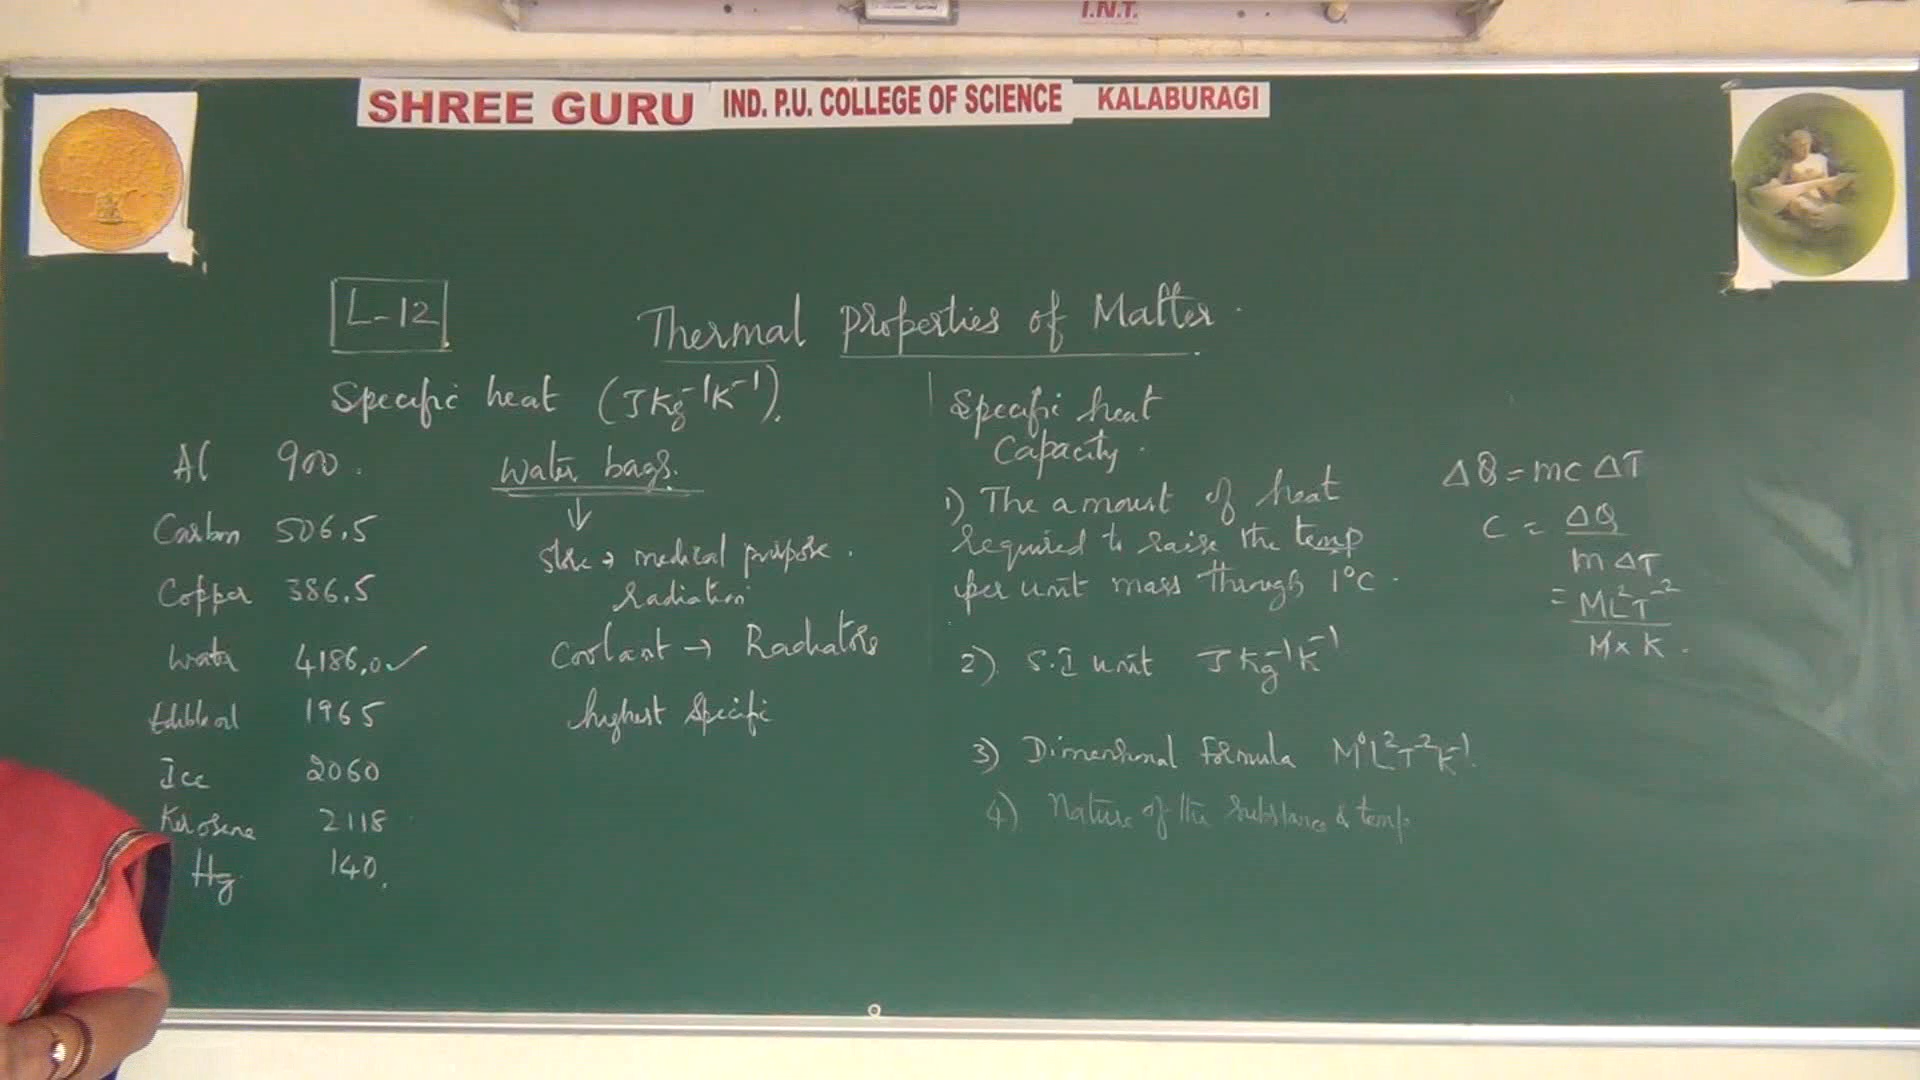 I.N.T.
SHREE GURU IND. P.U. COLLEGE OF SCIENCE KALABURAGI
L-12
Thermal Properties of Matter.
Specific heat (J Kg⁻¹K⁻¹).
Al 900.
Carbon 506.5
Copper 386.5
Water 4186.0 ✓
Edible oil 1965
Ice 2060
Kerosene 2118
Hg 140.
Water bags.
↓
Store → medical purpose.
radiation
Coolant → Radiators
highest specific
Specific heat
Capacity.
1) The amount of heat
required to raise the temp
per unit mass through 1°C.
2) S.I unit J Kg⁻¹K⁻¹
3) Dimensional formula M⁰L²T⁻²K⁻¹.
4) Nature of the substance & temp
ΔQ = mc ΔT
C = ΔQ
m ΔT
= ML²T⁻²
M x K.